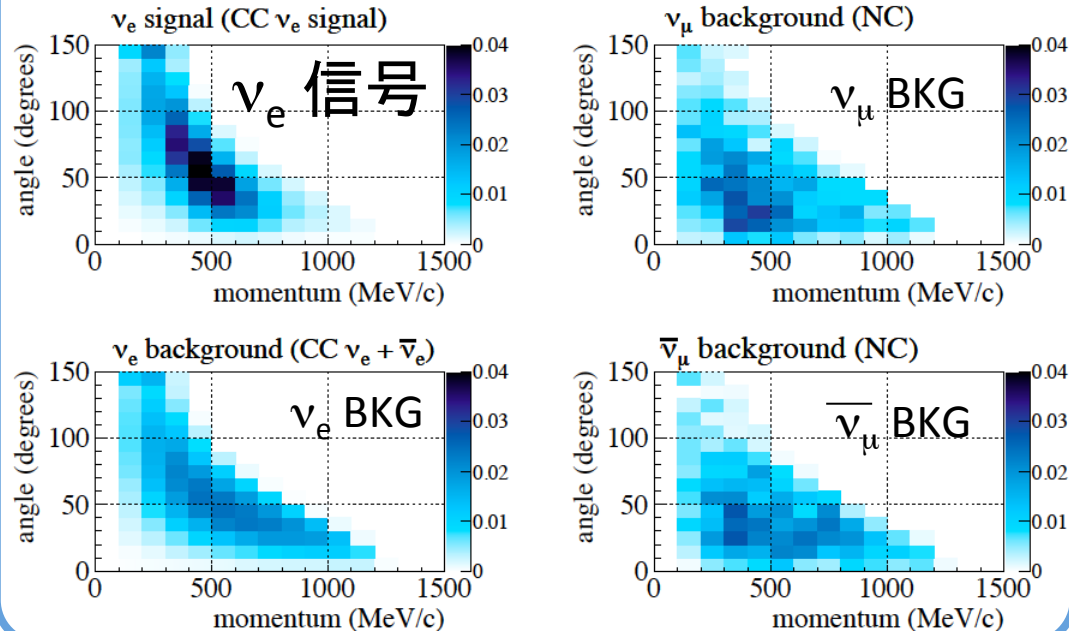 νe signal (CC νe signal)
angle (degrees)
150
100
50
0
νe 信号
0.04
0.03
0.02
0.01
0
0 500 1000 1500
momentum (MeV/c)
νμ background (NC)
angle (degrees)
150
100
50
0
νμ BKG
0.04
0.03
0.02
0.01
0
0 500 1000 1500
momentum (MeV/c)
νe background (CC νe + ν̅e)
angle (degrees)
150
100
50
0
νe BKG
0.04
0.03
0.02
0.01
0
0 500 1000 1500
momentum (MeV/c)
ν̅μ background (NC)
angle (degrees)
150
100
50
0
ν̅μ BKG
0.04
0.03
0.02
0.01
0
0 500 1000 1500
momentum (MeV/c)